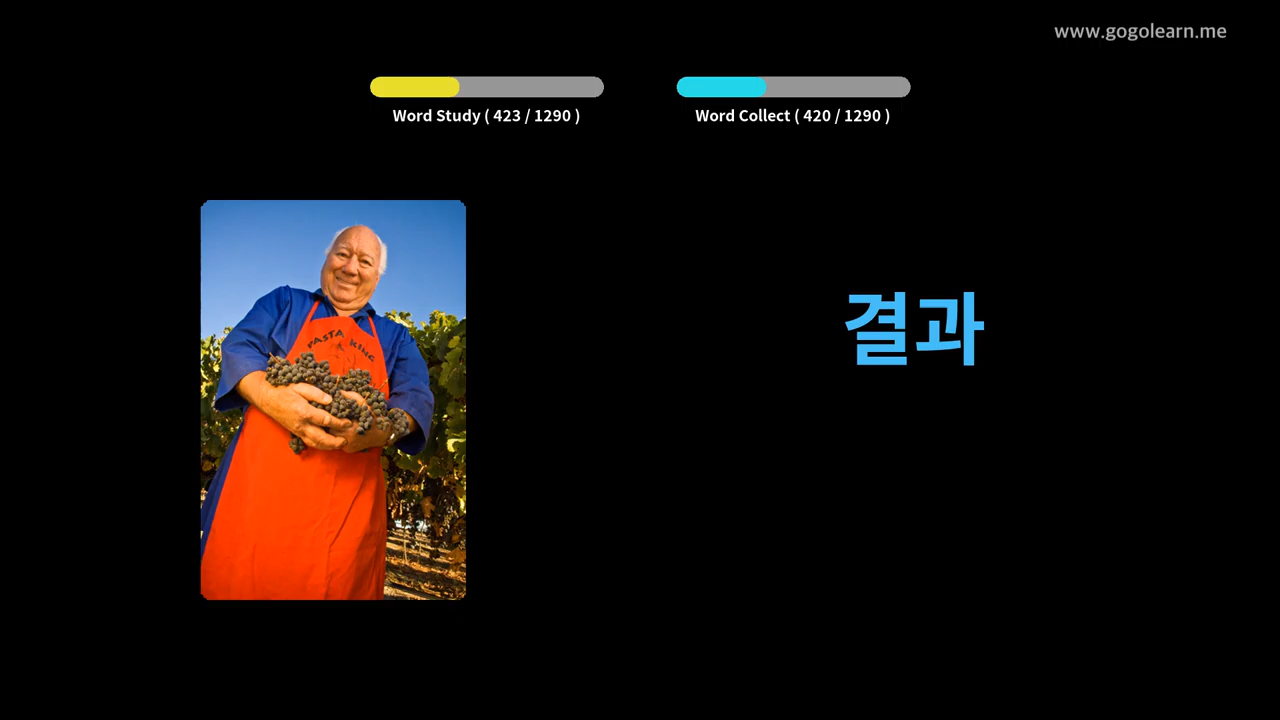 www.gogolearn.me
Word Study ( 423 / 1290 )
Word Collect ( 420 / 1290 )
결과
PASTA KING